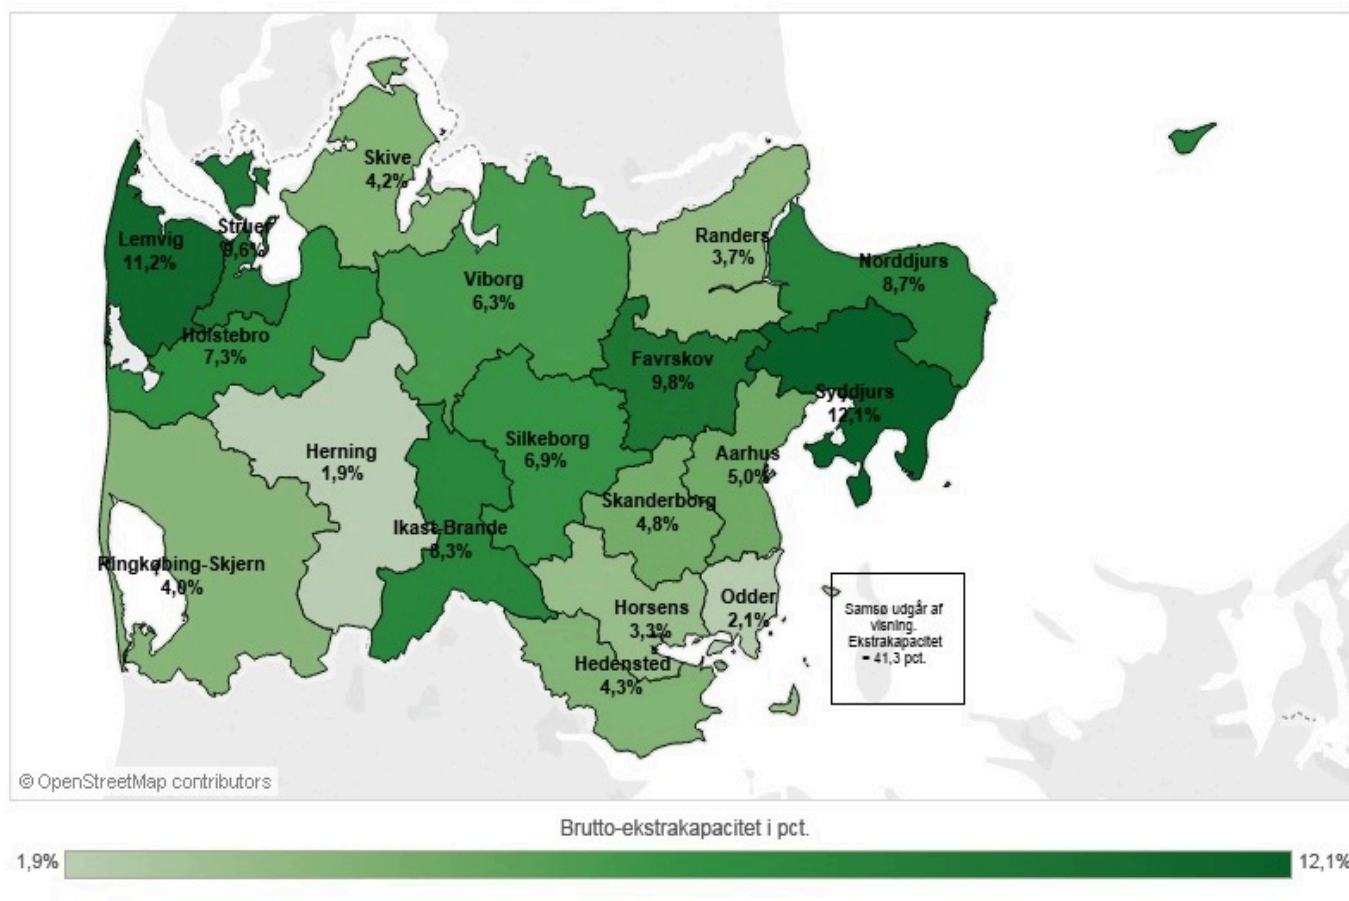 Skive
4,2%
Struer
9,6%
Lemvig
11,2%
Randers
3,7%
Norddjurs
8,7%
Viborg
6,3%
Holstebro
7,3%
Favrskov
9,8%
Syddjurs
12,1%
Herning
1,9%
Silkeborg
6,9%
Aarhus
5,0%
Skanderborg
4,8%
Ikast-Brande
8,3%
Ringkøbing-Skjern
4,0%
Horsens
3,3%
Odder
2,1%
Hedensted
4,3%
Samsø udgår af
visning.
Ekstrakapacitet
= 41,3 pct.
© OpenStreetMap contributors
Brutto-ekstrakapacitet i pct.
1,9%
12,1%